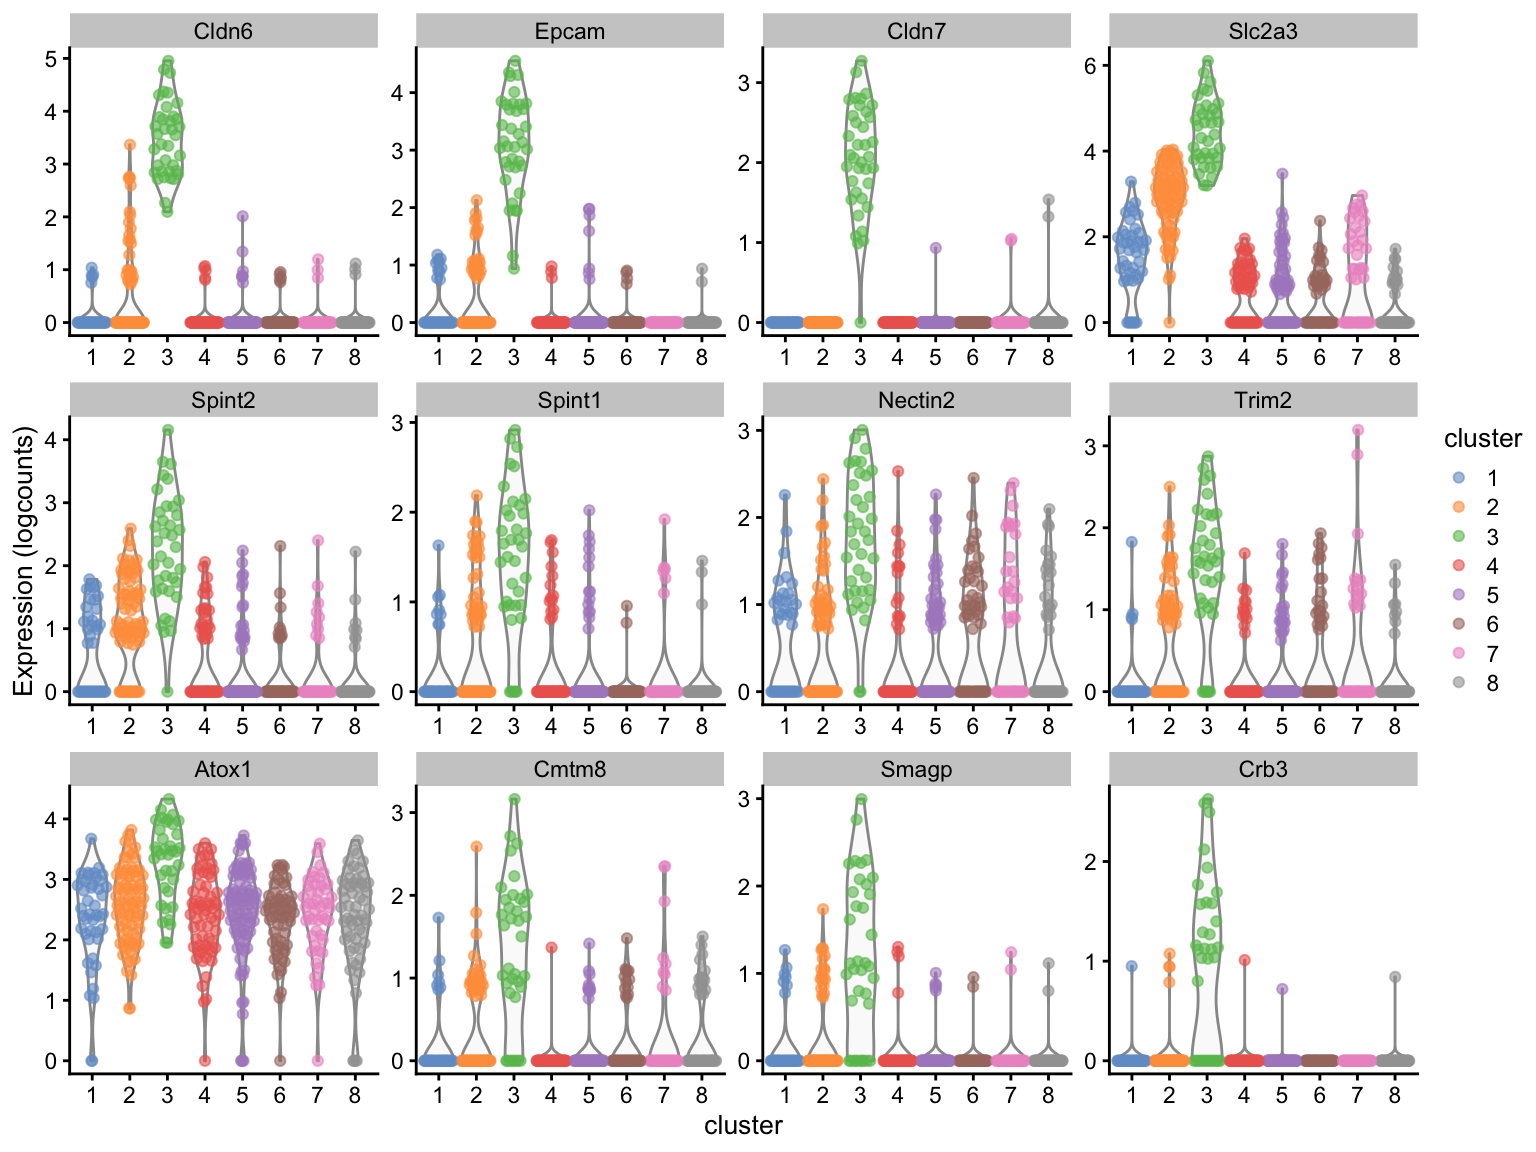 Cldn6 Epcam Cldn7 Slc2a3
5 4 3 2 1 0
4 3 2 1 0
3 2 1 0
6 4 2 0
1 2 3 4 5 6 7 8 1 2 3 4 5 6 7 8 1 2 3 4 5 6 7 8 1 2 3 4 5 6 7 8
Spint2 Spint1 Nectin2 Trim2
4 3 2 1 0
3 2 1 0
3 2 1 0
3 2 1 0
1 2 3 4 5 6 7 8 1 2 3 4 5 6 7 8 1 2 3 4 5 6 7 8 1 2 3 4 5 6 7 8
Atox1 Cmtm8 Smagp Crb3
4 3 2 1 0
3 2 1 0
3 2 1 0
2 1 0
1 2 3 4 5 6 7 8 1 2 3 4 5 6 7 8 1 2 3 4 5 6 7 8 1 2 3 4 5 6 7 8
Expression (logcounts)
cluster
cluster
1
2
3
4
5
6
7
8